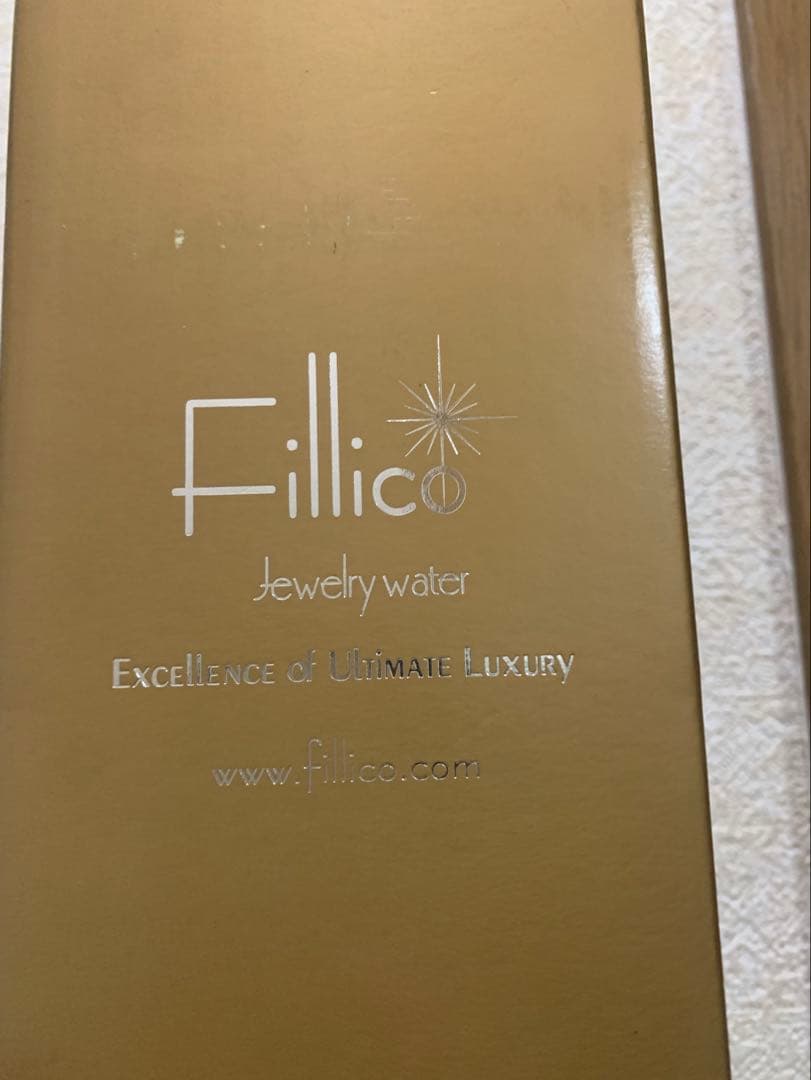 Fillico
Jewelry water
Excellence of Ultimate Luxury
www.fillico.com